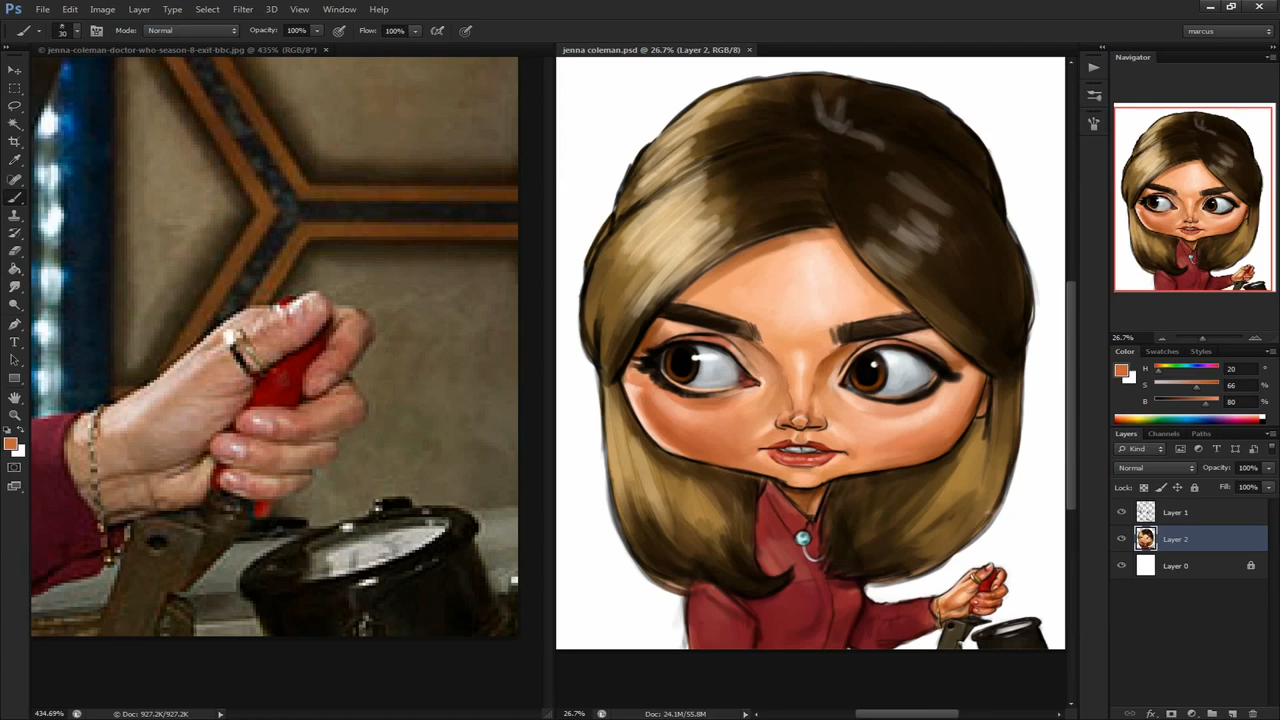 Ps File Edit Image Layer Type Select Filter 3D View Window Help
30 Mode: Normal Opacity: 100% Flow: 100% marcus
© jenna-coleman-doctor-who-season-8-exit-bbc.jpg @ 435% (RGB/8*) × jenna coleman.psd @ 26.7% (Layer 2, RGB/8) ×
Navigator
26.7%
Color Swatches Styles
H 20 °
S 66 %
B 80 %
Layers Channels Paths
Kind
Normal Opacity: 100%
Lock: Fill: 100%
Layer 1
Layer 2
Layer 0
434.69% © Doc: 927.2K/927.2K 26.7% Doc: 24.1M/55.8M